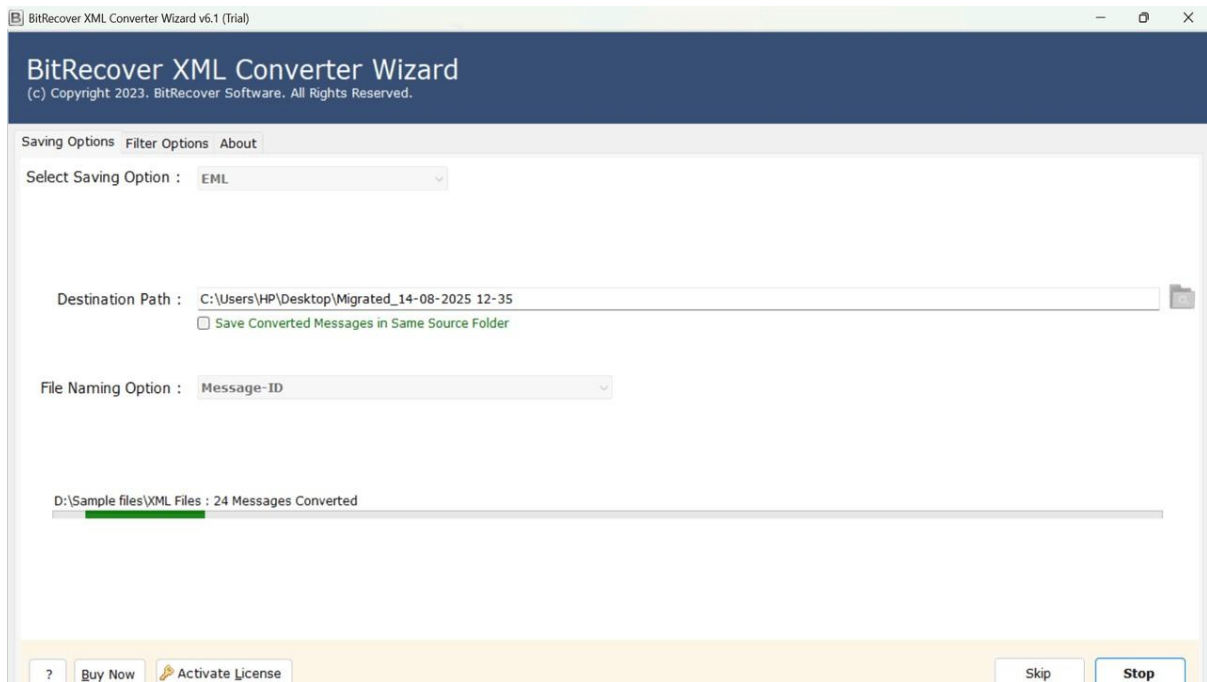 BitRecover XML Converter Wizard v6.1 (Trial)
BitRecover XML Converter Wizard
(c) Copyright 2023. BitRecover Software. All Rights Reserved.
Saving Options Filter Options About
Select Saving Option : EML
Destination Path : C:\Users\HP\Desktop\Migrated_14-08-2025 12-35
Save Converted Messages in Same Source Folder
File Naming Option : Message-ID
D:\Sample files\XML Files : 24 Messages Converted
? Buy Now Activate License Skip Stop